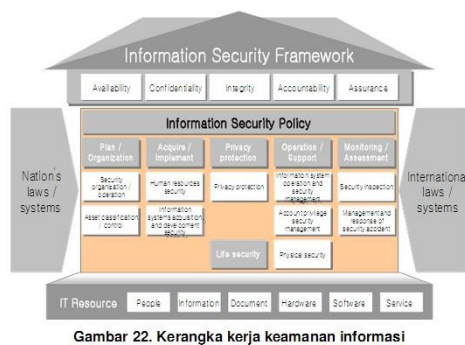 Information Security Framework
Availability Confidentiality Integrity Accountability Assurance
Information Security Policy
Nation's
laws /
systems
Plan /
Organization
Security
organisation /
operation
Asset classification
/ control
Acquire /
Implement
Human resources
security
Information
systems acquisition
and development
security
Privacy
protection
Privacy protection
Life security
Operation /
Support
Information system
operation and
security
management
Account privilege
security
management
Physical security
Monitoring /
Assessment
Security inspection
Management and
response of
security accident
International
laws /
systems
IT Resource People Information Document Hardware Software Service
Gambar 22. Kerangka kerja keamanan informasi